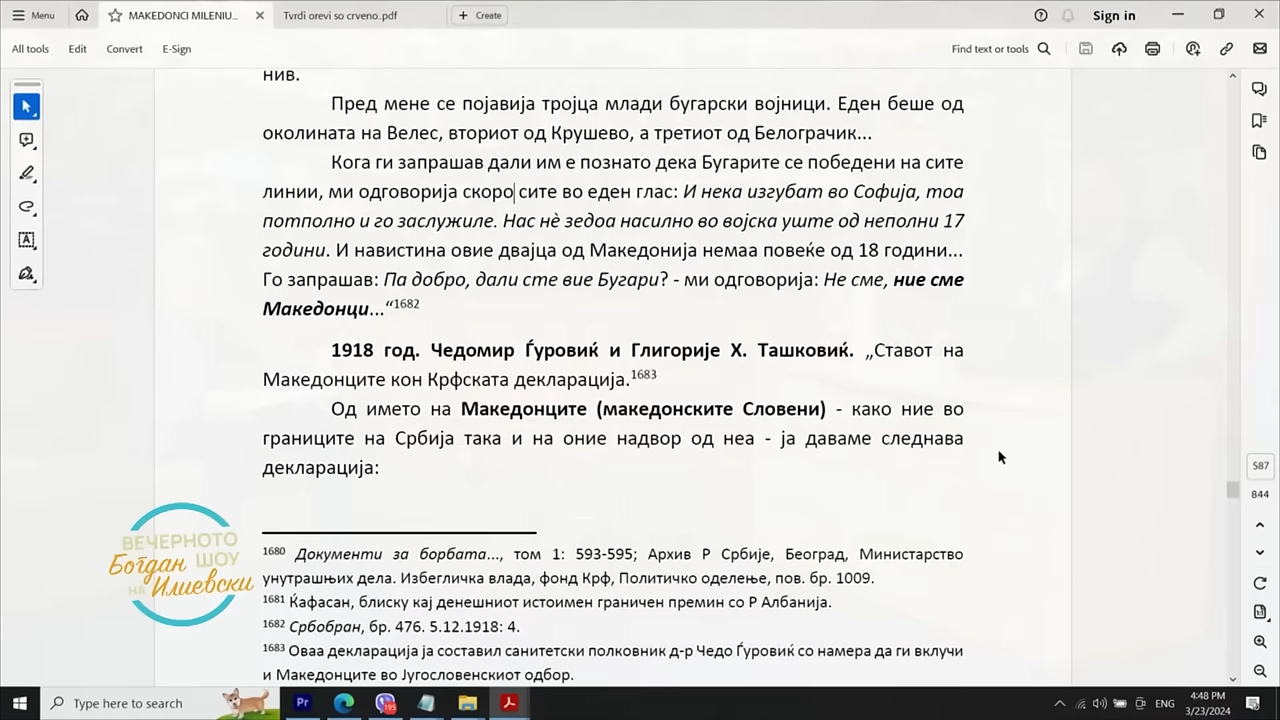 Menu
MAKEDONCI MILENIU...
Tvrdi orevi so crveno.pdf
Create
Sign in
All tools
Edit
Convert
E-Sign
Find text or tools
нив.
Пред мене се појавија тројца млади бугарски војници. Еден беше од
околината на Велес, вториот од Крушево, а третиот од Белограчик...
Кога ги запрашав дали им е познато дека Бугарите се победени на сите
линии, ми одговорија скоро сите во еден глас: И нека изгубат во Софија, тоа
потполно и го заслужиле. Нас нѐ зедоа насилно во војска уште од неполни 17
години. И навистина овие двајца од Македонија немаа повеќе од 18 години...
Го запрашав: Па добро, дали сте вие Бугари? - ми одговорија: Не сме, ние сме
Македонци...“1682
1918 год. Чедомир Ѓуровиќ и Глигорије Х. Ташковиќ. „Ставот на
Македонците кон Крфската декларација.1683
Од името на Македонците (македонските Словени) - како ние во
границите на Србија така и на оние надвор од неа - ја даваме следнава
декларација:
1680 Документи за борбата..., том 1: 593-595; Архив Р Србије, Београд, Министарство
унутрашњих дела. Избегличка влада, фонд Крф, Политичко оделење, пов. бр. 1009.
1681 Ќафасан, блиску кај денешниот истоимен граничен премин со Р Албанија.
1682 Србобран, бр. 476. 5.12.1918: 4.
1683 Оваа декларација ја составил санитетски полковник д-р Чедо Ѓуровиќ со намера да ги вклучи
и Македонците во Југословенскиот одбор.
587
844
ВЕЧЕРНОТО
ШОУ
НА
Богдан
Илиевски
Type here to search
Pr
195
ENG
4:48 PM
3/23/2024